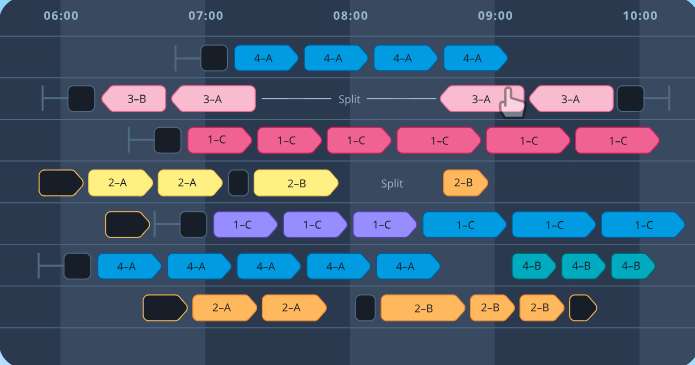 06:00 07:00 08:00 09:00 10:00
4–A 4–A 4–A 4–A
3–B 3–A Split 3–A 3–A
1–C 1–C 1–C 1–C 1–C 1–C
2–A 2–A 2–B Split 2–B
1–C 1–C 1–C 1–C 1–C 1–C
4–A 4–A 4–A 4–A 4–A 4–B 4–B 4–B
2–A 2–A 2–B 2–B 2–B